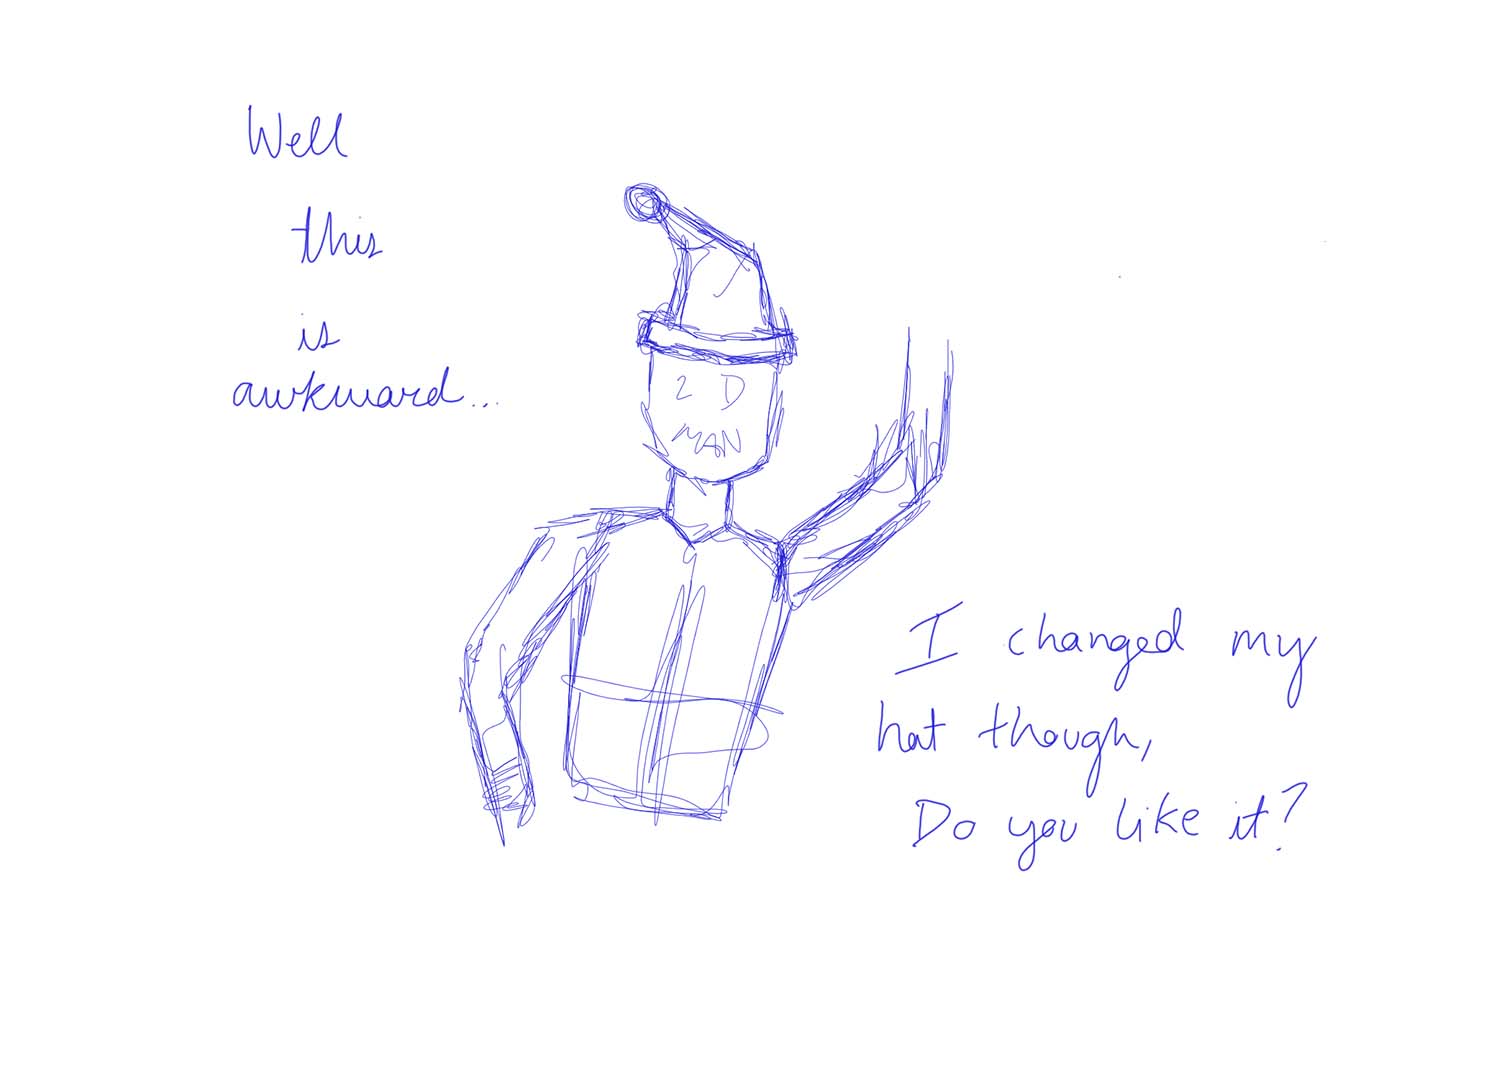 Well
this
is
awkward...
2 D
MAN
I changed my
hat though,
Do you like it?